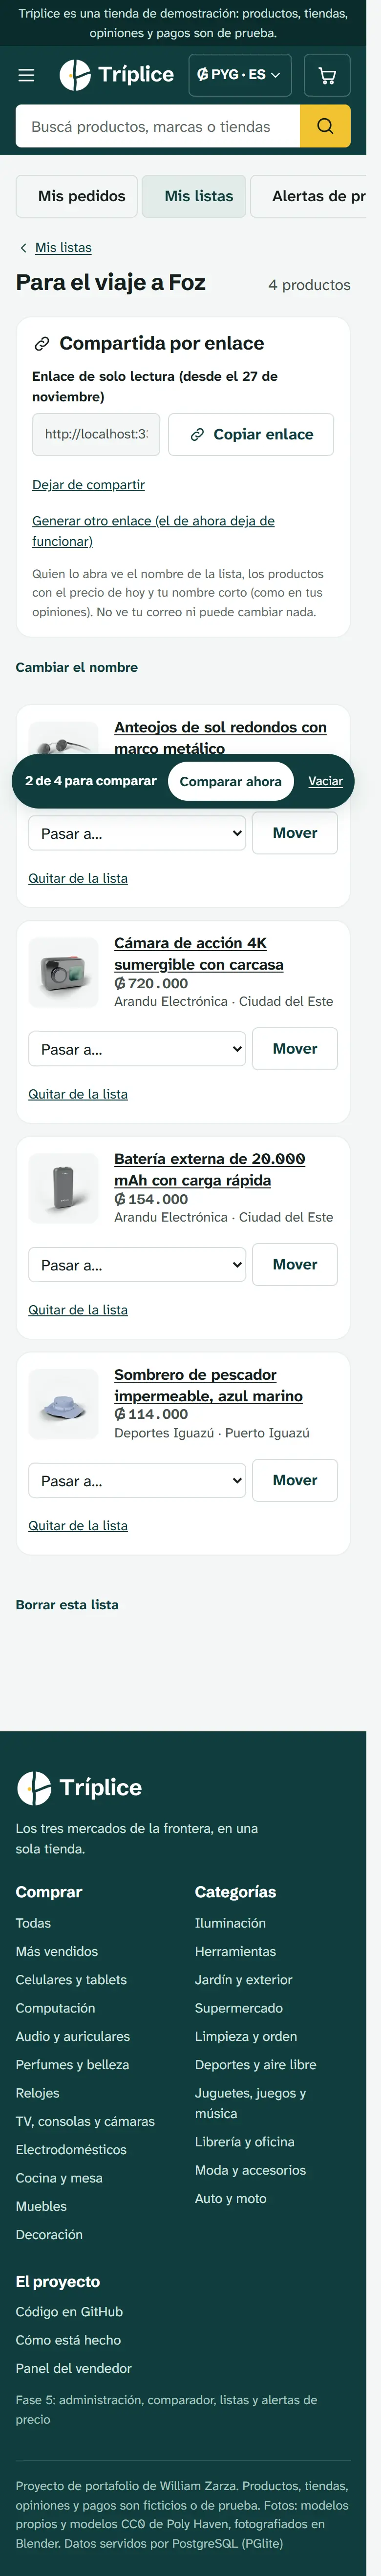 Tríplice es una tienda de demostración: productos, tiendas,
opiniones y pagos son de prueba.
Tríplice
₲ PYG · ES
Buscá productos, marcas o tiendas
Mis pedidos
Mis listas
Alertas de pr
Mis listas
Para el viaje a Foz
4 productos
Compartida por enlace
Enlace de solo lectura (desde el 27 de
noviembre)
http://localhost:33
Copiar enlace
Dejar de compartir
Generar otro enlace (el de ahora deja de
funcionar)
Quien lo abra ve el nombre de la lista, los productos
con el precio de hoy y tu nombre corto (como en tus
opiniones). No ve tu correo ni puede cambiar nada.
Cambiar el nombre
Anteojos de sol redondos con
marco metálico
2 de 4 para comparar
Comparar ahora
Vaciar
Pasar a...
Mover
Quitar de la lista
Cámara de acción 4K
sumergible con carcasa
₲ 720.000
Arandu Electrónica · Ciudad del Este
Pasar a...
Mover
Quitar de la lista
Batería externa de 20.000
mAh con carga rápida
₲ 154.000
Arandu Electrónica · Ciudad del Este
Pasar a...
Mover
Quitar de la lista
Sombrero de pescador
impermeable, azul marino
₲ 114.000
Deportes Iguazú · Puerto Iguazú
Pasar a...
Mover
Quitar de la lista
Borrar esta lista
Tríplice
Los tres mercados de la frontera, en una
sola tienda.
Comprar
Todas
Más vendidos
Celulares y tablets
Computación
Audio y auriculares
Perfumes y belleza
Relojes
TV, consolas y cámaras
Electrodomésticos
Cocina y mesa
Muebles
Decoración
Categorías
Iluminación
Herramientas
Jardín y exterior
Supermercado
Limpieza y orden
Deportes y aire libre
Juguetes, juegos y
música
Librería y oficina
Moda y accesorios
Auto y moto
El proyecto
Código en GitHub
Cómo está hecho
Panel del vendedor
Fase 5: administración, comparador, listas y alertas de
precio
Proyecto de portafolio de William Zarza. Productos, tiendas,
opiniones y pagos son ficticios o de prueba. Fotos: modelos
propios y modelos CC0 de Poly Haven, fotografiados en
Blender. Datos servidos por PostgreSQL (PGlite)